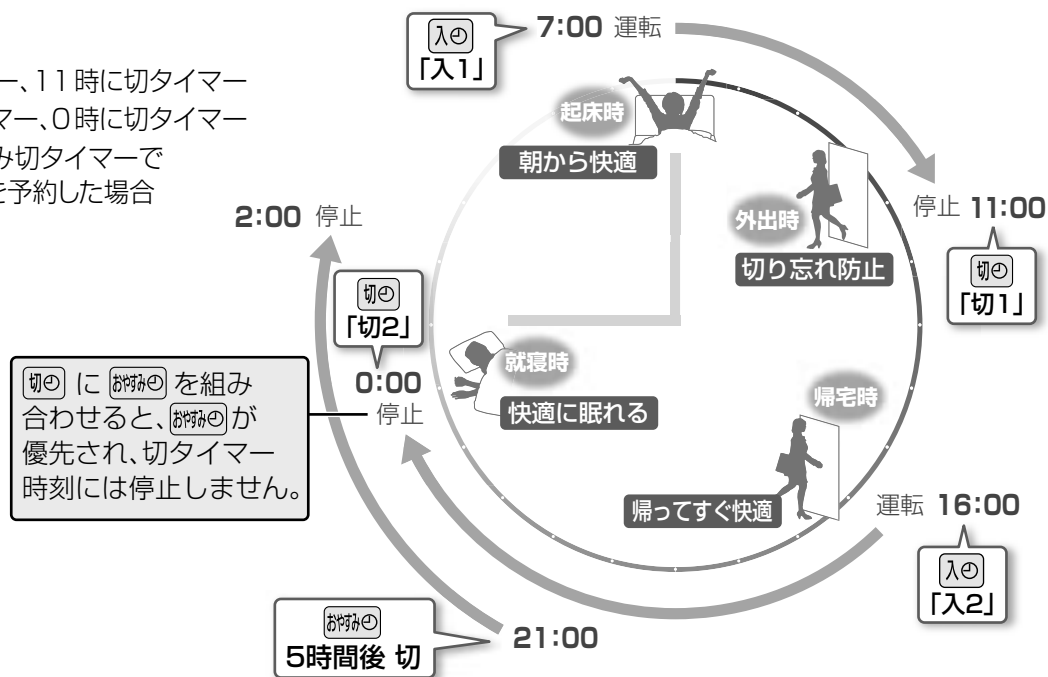 ー、11時に切タイマー
マー、0時に切タイマー
み切タイマーで
を予約した場合
入
「入1」
7:00 運転
起床時
朝から快適
外出時
切り忘れ防止
停止 11:00
切
「切1」
2:00 停止
切
「切2」
0:00
停止
就寝時
快適に眠れる
切 に おやすみ を組み
合わせると、おやすみ が
優先され、切タイマー
時刻には停止しません。
帰宅時
帰ってすぐ快適
運転 16:00
入
「入2」
おやすみ
5時間後 切
21:00